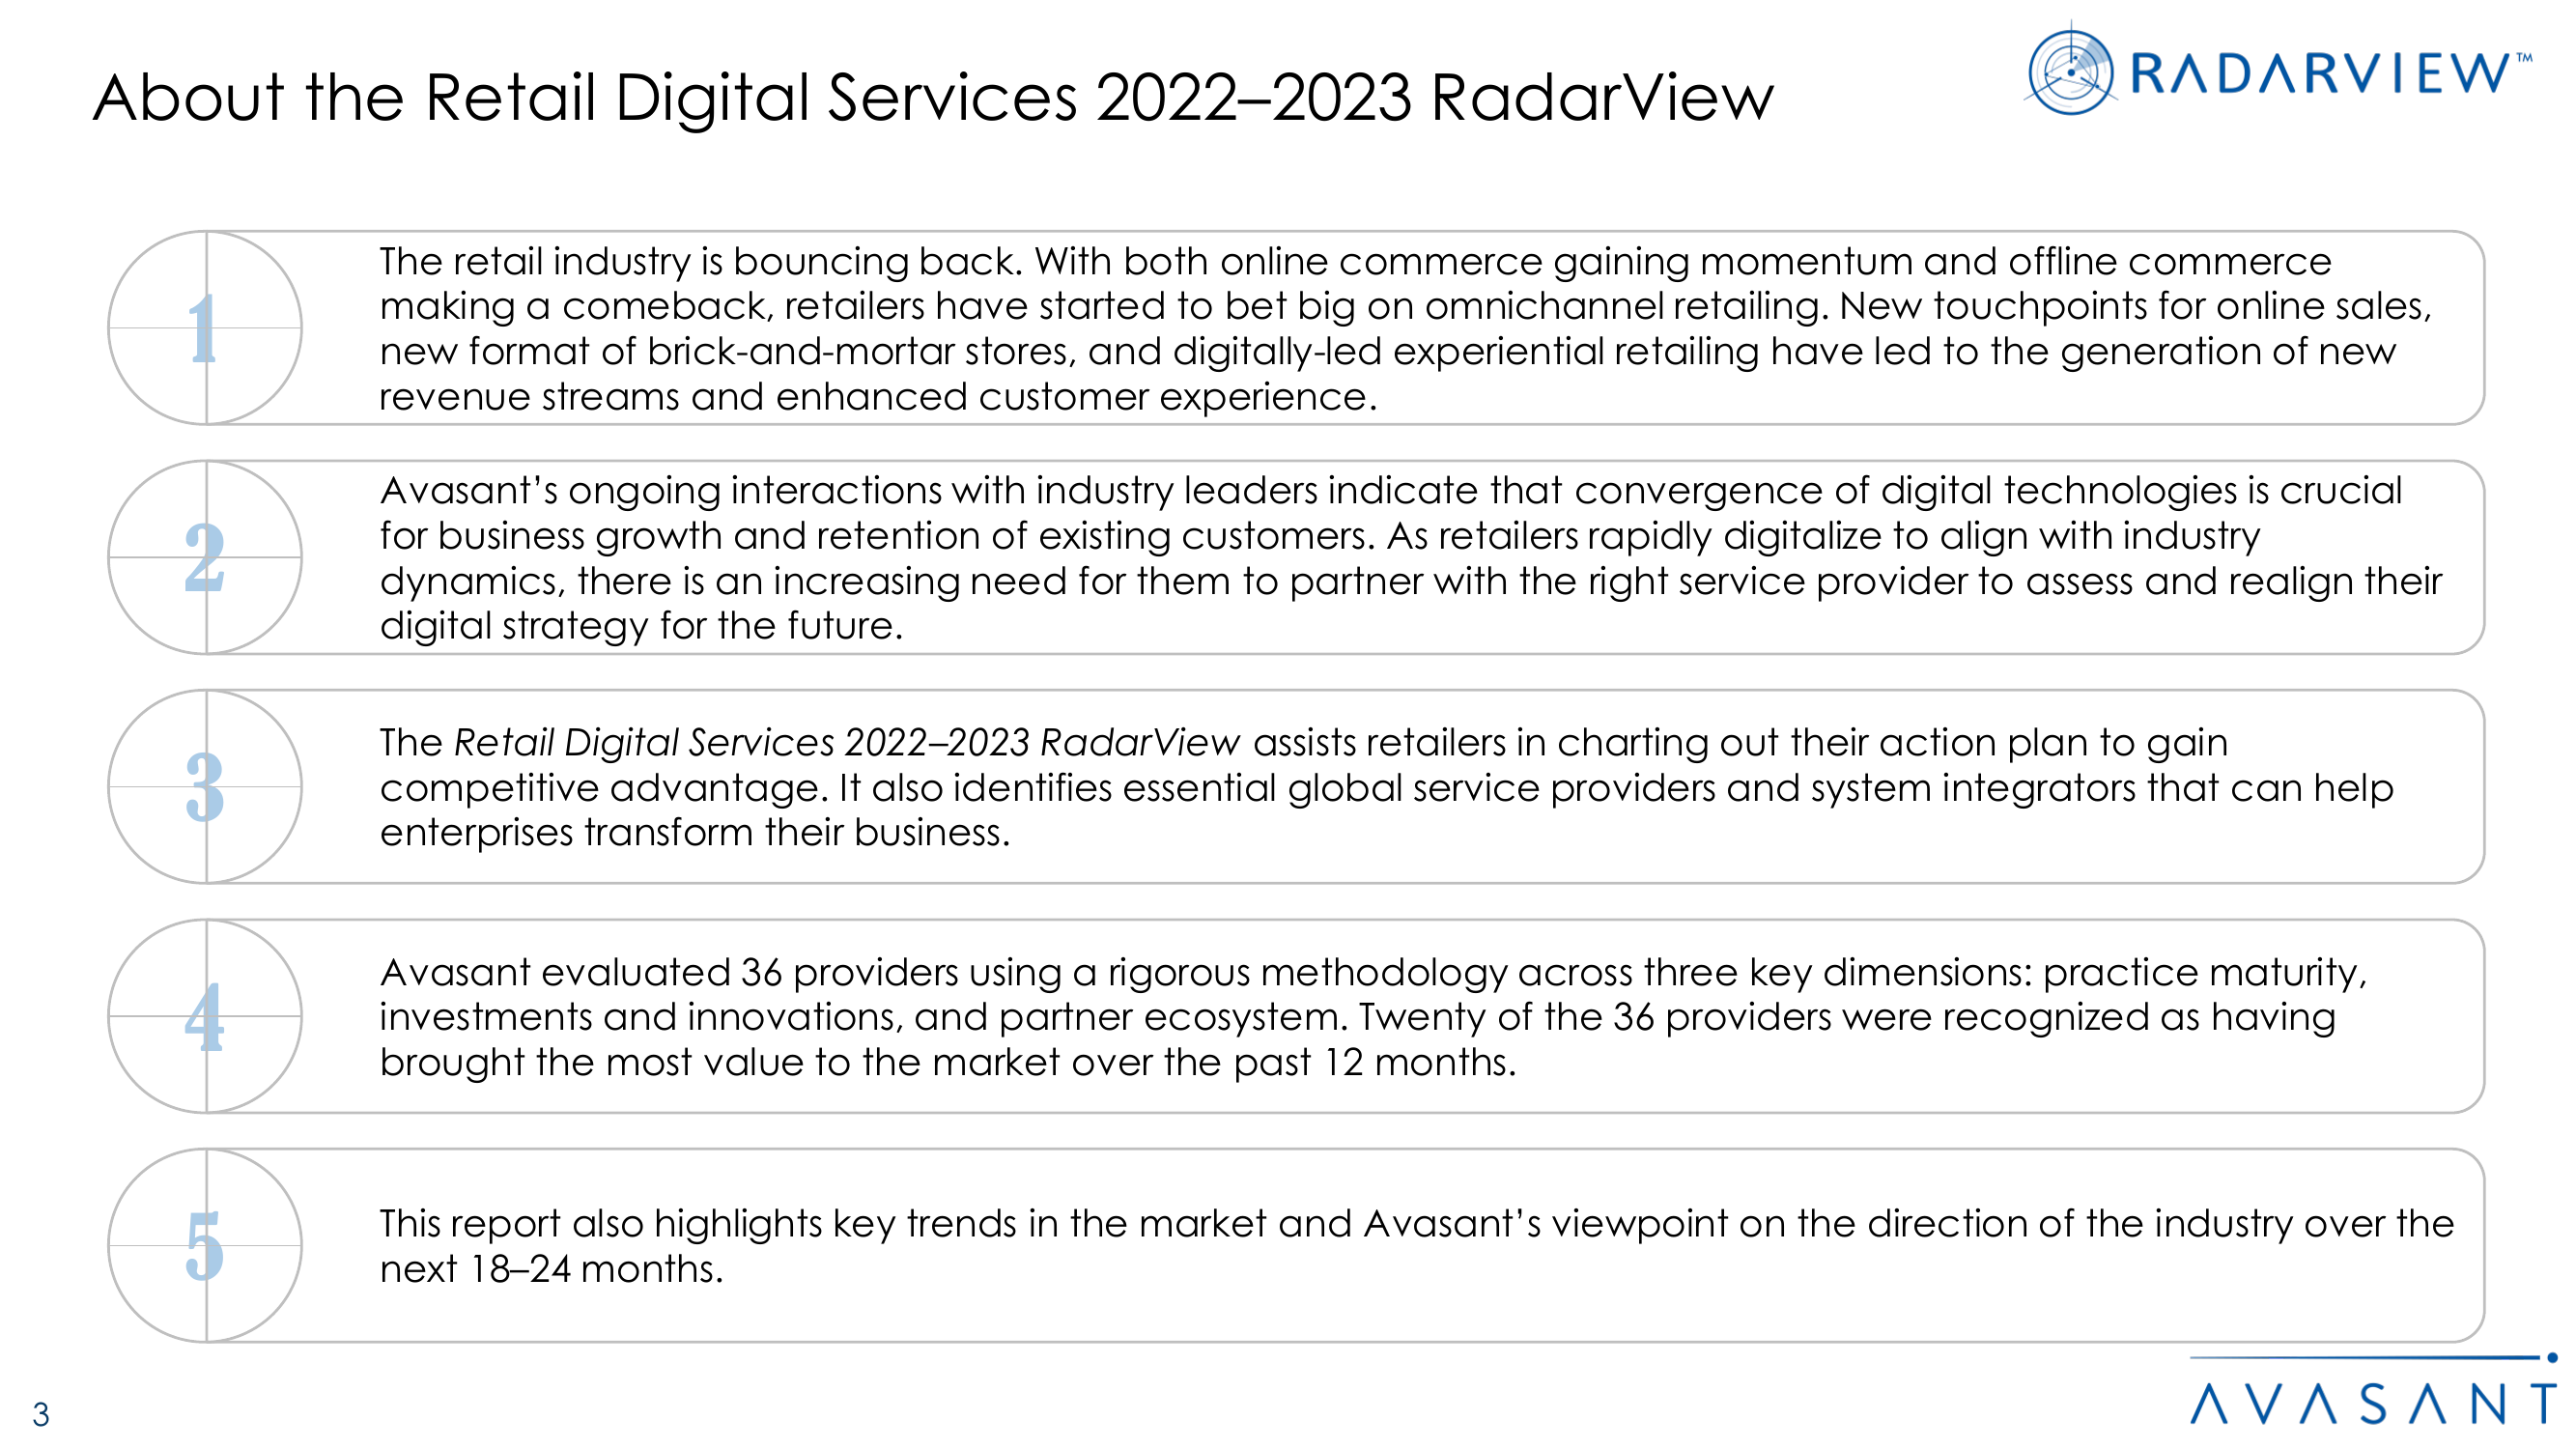 About the Retail Digital Services 2022–2023 RadarView
RADARVIEW™
1
The retail industry is bouncing back. With both online commerce gaining momentum and offline commerce
making a comeback, retailers have started to bet big on omnichannel retailing. New touchpoints for online sales,
new format of brick-and-mortar stores, and digitally-led experiential retailing have led to the generation of new
revenue streams and enhanced customer experience.
2
Avasant’s ongoing interactions with industry leaders indicate that convergence of digital technologies is crucial
for business growth and retention of existing customers. As retailers rapidly digitalize to align with industry
dynamics, there is an increasing need for them to partner with the right service provider to assess and realign their
digital strategy for the future.
3
The Retail Digital Services 2022–2023 RadarView assists retailers in charting out their action plan to gain
competitive advantage. It also identifies essential global service providers and system integrators that can help
enterprises transform their business.
4
Avasant evaluated 36 providers using a rigorous methodology across three key dimensions: practice maturity,
investments and innovations, and partner ecosystem. Twenty of the 36 providers were recognized as having
brought the most value to the market over the past 12 months.
5
This report also highlights key trends in the market and Avasant’s viewpoint on the direction of the industry over the
next 18–24 months.
3
AVASANT